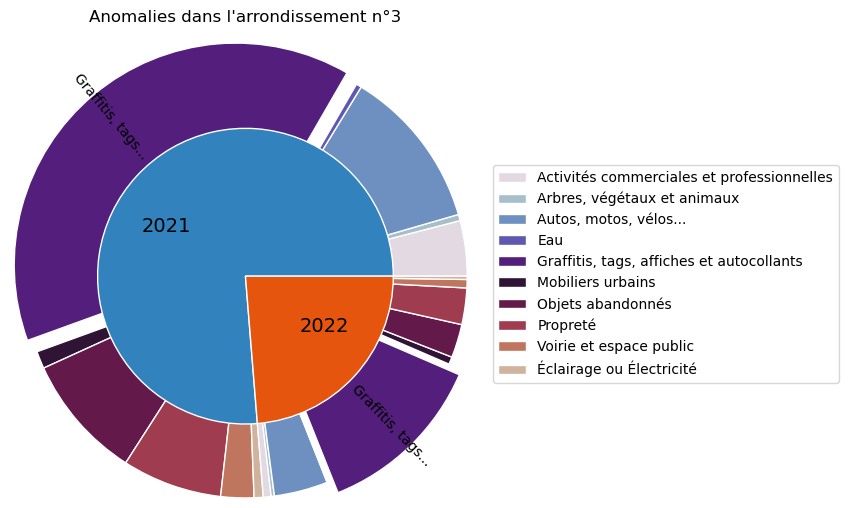 Anomalies dans l'arrondissement n°3
Graffitis, tags...
2021
2022
Graffitis, tags...
Activités commerciales et professionnelles
Arbres, végétaux et animaux
Autos, motos, vélos...
Eau
Graffitis, tags, affiches et autocollants
Mobiliers urbains
Objets abandonnés
Propreté
Voirie et espace public
Éclairage ou Électricité